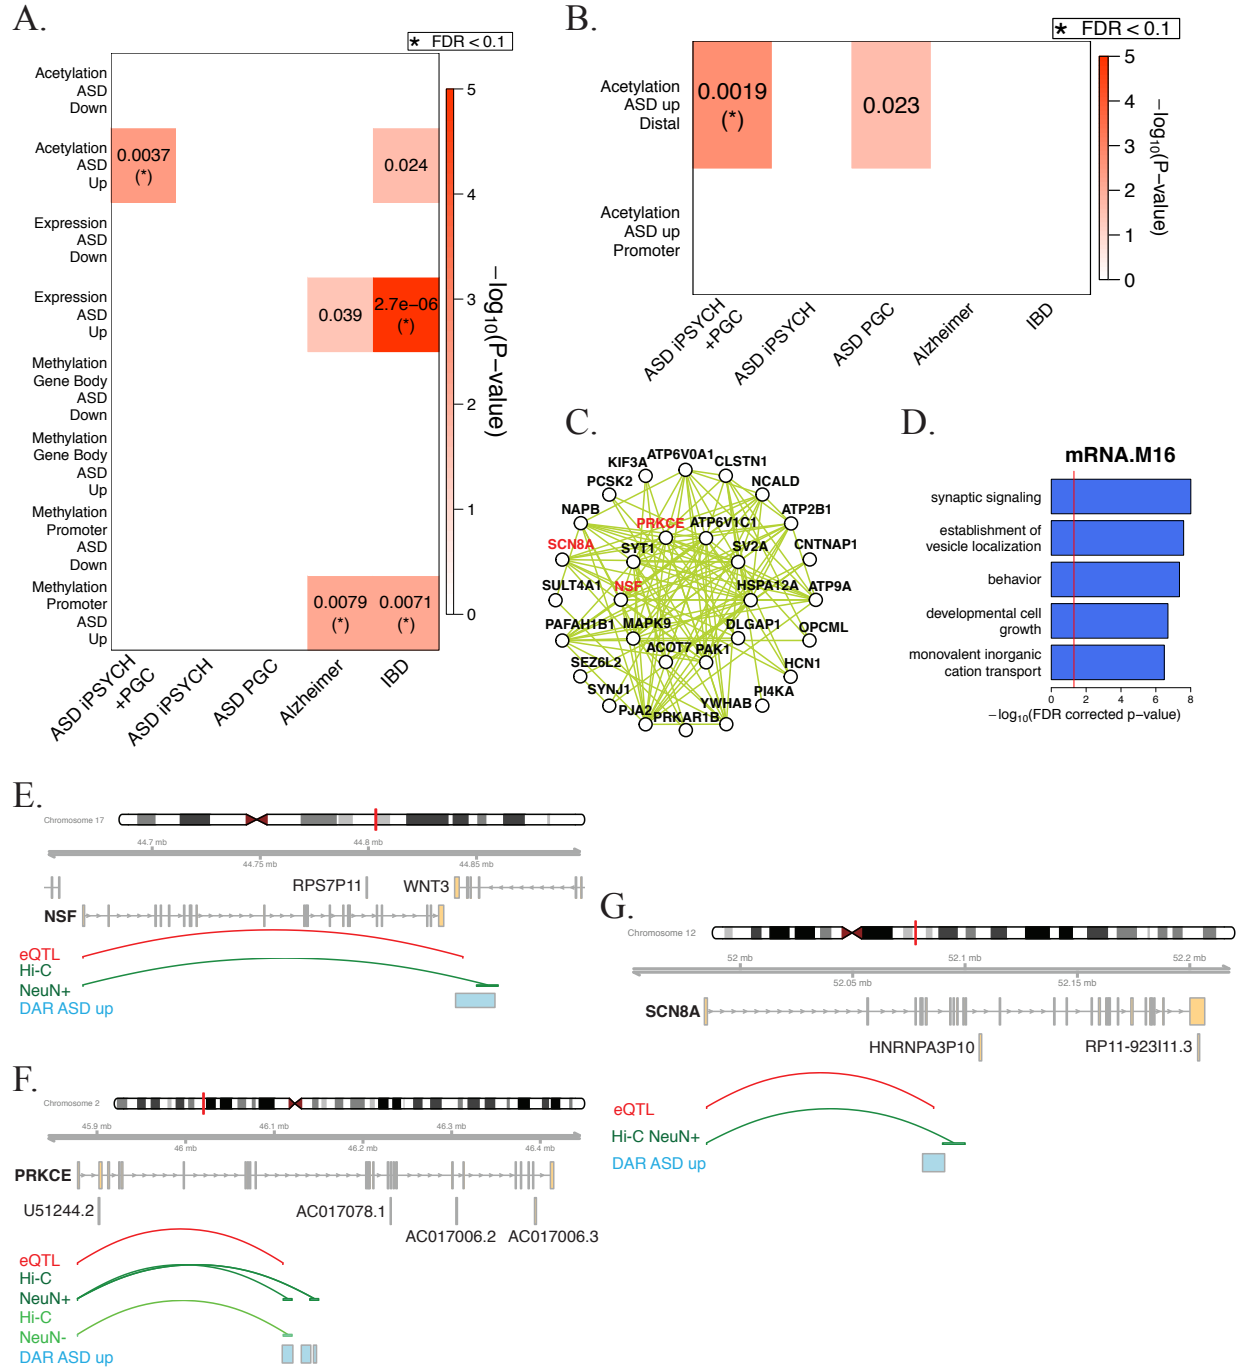 A.
* FDR < 0.1
Acetylation
ASD
Down
Acetylation
ASD
Up
Expression
ASD
Down
Expression
ASD
Up
Methylation
Gene Body
ASD
Down
Methylation
Gene Body
ASD
Up
Methylation
Promoter
ASD
Down
Methylation
Promoter
ASD
Up
0.0037
(*)
0.024
0.039
2.7e−06
(*)
0.0079
(*)
0.0071
(*)
ASD iPSYCH
+PGC
ASD iPSYCH
ASD PGC
Alzheimer
IBD
5
4
3
2
1
0
−log10(P−value)
B.
* FDR < 0.1
Acetylation
ASD up
Distal
Acetylation
ASD up
Promoter
0.0019
(*)
0.023
ASD iPSYCH
+PGC
ASD iPSYCH
ASD PGC
Alzheimer
IBD
5
4
3
2
1
0
−log10(P−value)
C.
ATP6V0A1
KIF3A
CLSTN1
PCSK2
NCALD
NAPB
PRKCE
ATP6V1C1
ATP2B1
SCN8A
SYT1
SV2A
CNTNAP1
SULT4A1
NSF
HSPA12A
ATP9A
PAFAH1B1
MAPK9
DLGAP1
OPCML
ACOT7
PAK1
SEZ6L2
HCN1
SYNJ1
PI4KA
PJA2
PRKAR1B
YWHAB
D.
mRNA.M16
synaptic signaling
establishment of
vesicle localization
behavior
developmental cell
growth
monovalent inorganic
cation transport
0 2 4 6 8
−log10(FDR corrected p−value)
E.
Chromosome 17
44.7 mb
44.8 mb
44.75 mb
44.85 mb
RPS7P11
WNT3
NSF
eQTL
Hi-C
NeuN+
DAR ASD up
F.
Chromosome 2
45.9 mb
46.1 mb
46.3 mb
46 mb
46.2 mb
46.4 mb
PRKCE
U51244.2
AC017078.1
AC017006.2
AC017006.3
eQTL
Hi-C
NeuN+
Hi-C
NeuN-
DAR ASD up
G.
Chromosome 12
52 mb
52.1 mb
52.2 mb
52.05 mb
52.15 mb
SCN8A
HNRNPA3P10
RP11-923I11.3
eQTL
Hi-C NeuN+
DAR ASD up